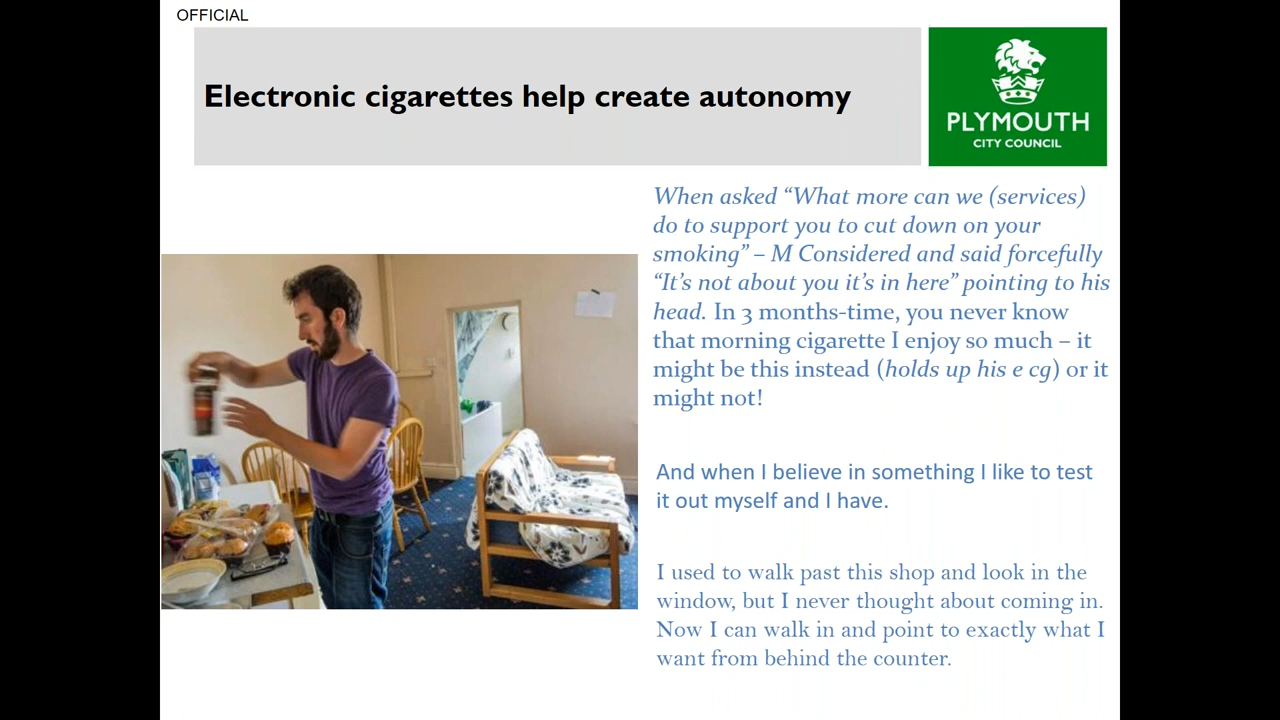 OFFICIAL
Electronic cigarettes help create autonomy
PLYMOUTH
CITY COUNCIL
When asked “What more can we (services)
do to support you to cut down on your
smoking” – M Considered and said forcefully
“It’s not about you it’s in here” pointing to his
head. In 3 months-time, you never know
that morning cigarette I enjoy so much – it
might be this instead (holds up his e cg) or it
might not!
And when I believe in something I like to test
it out myself and I have.
I used to walk past this shop and look in the
window, but I never thought about coming in.
Now I can walk in and point to exactly what I
want from behind the counter.